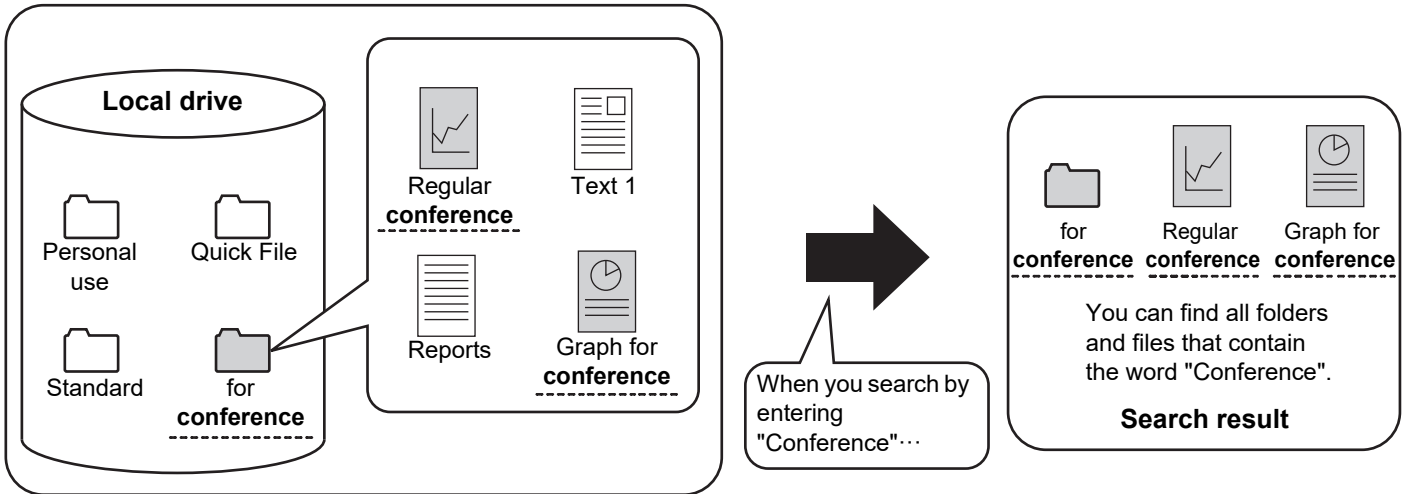 Local drive
Personal
use
Quick File
Standard
for
conference
Regular
conference
Text 1
Reports
Graph for
conference
When you search by
entering
"Conference"···
for
conference
Regular
conference
Graph for
conference
You can find all folders
and files that contain
the word "Conference".
Search result